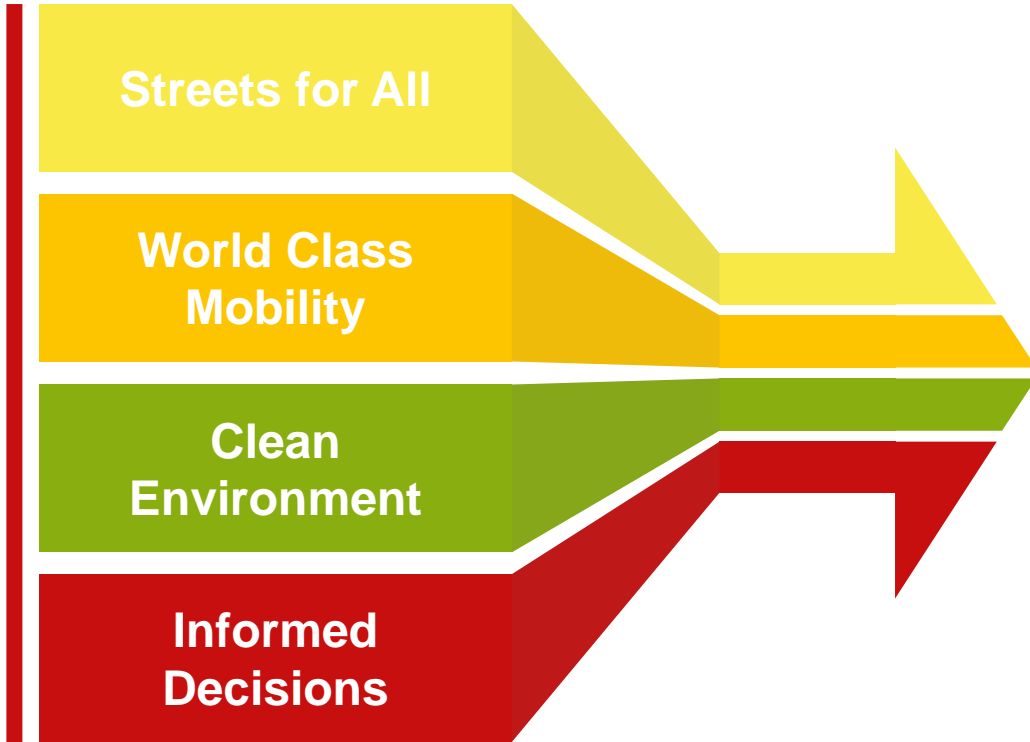 Streets for All
World Class
Mobility
Clean
Environment
Informed
Decisions